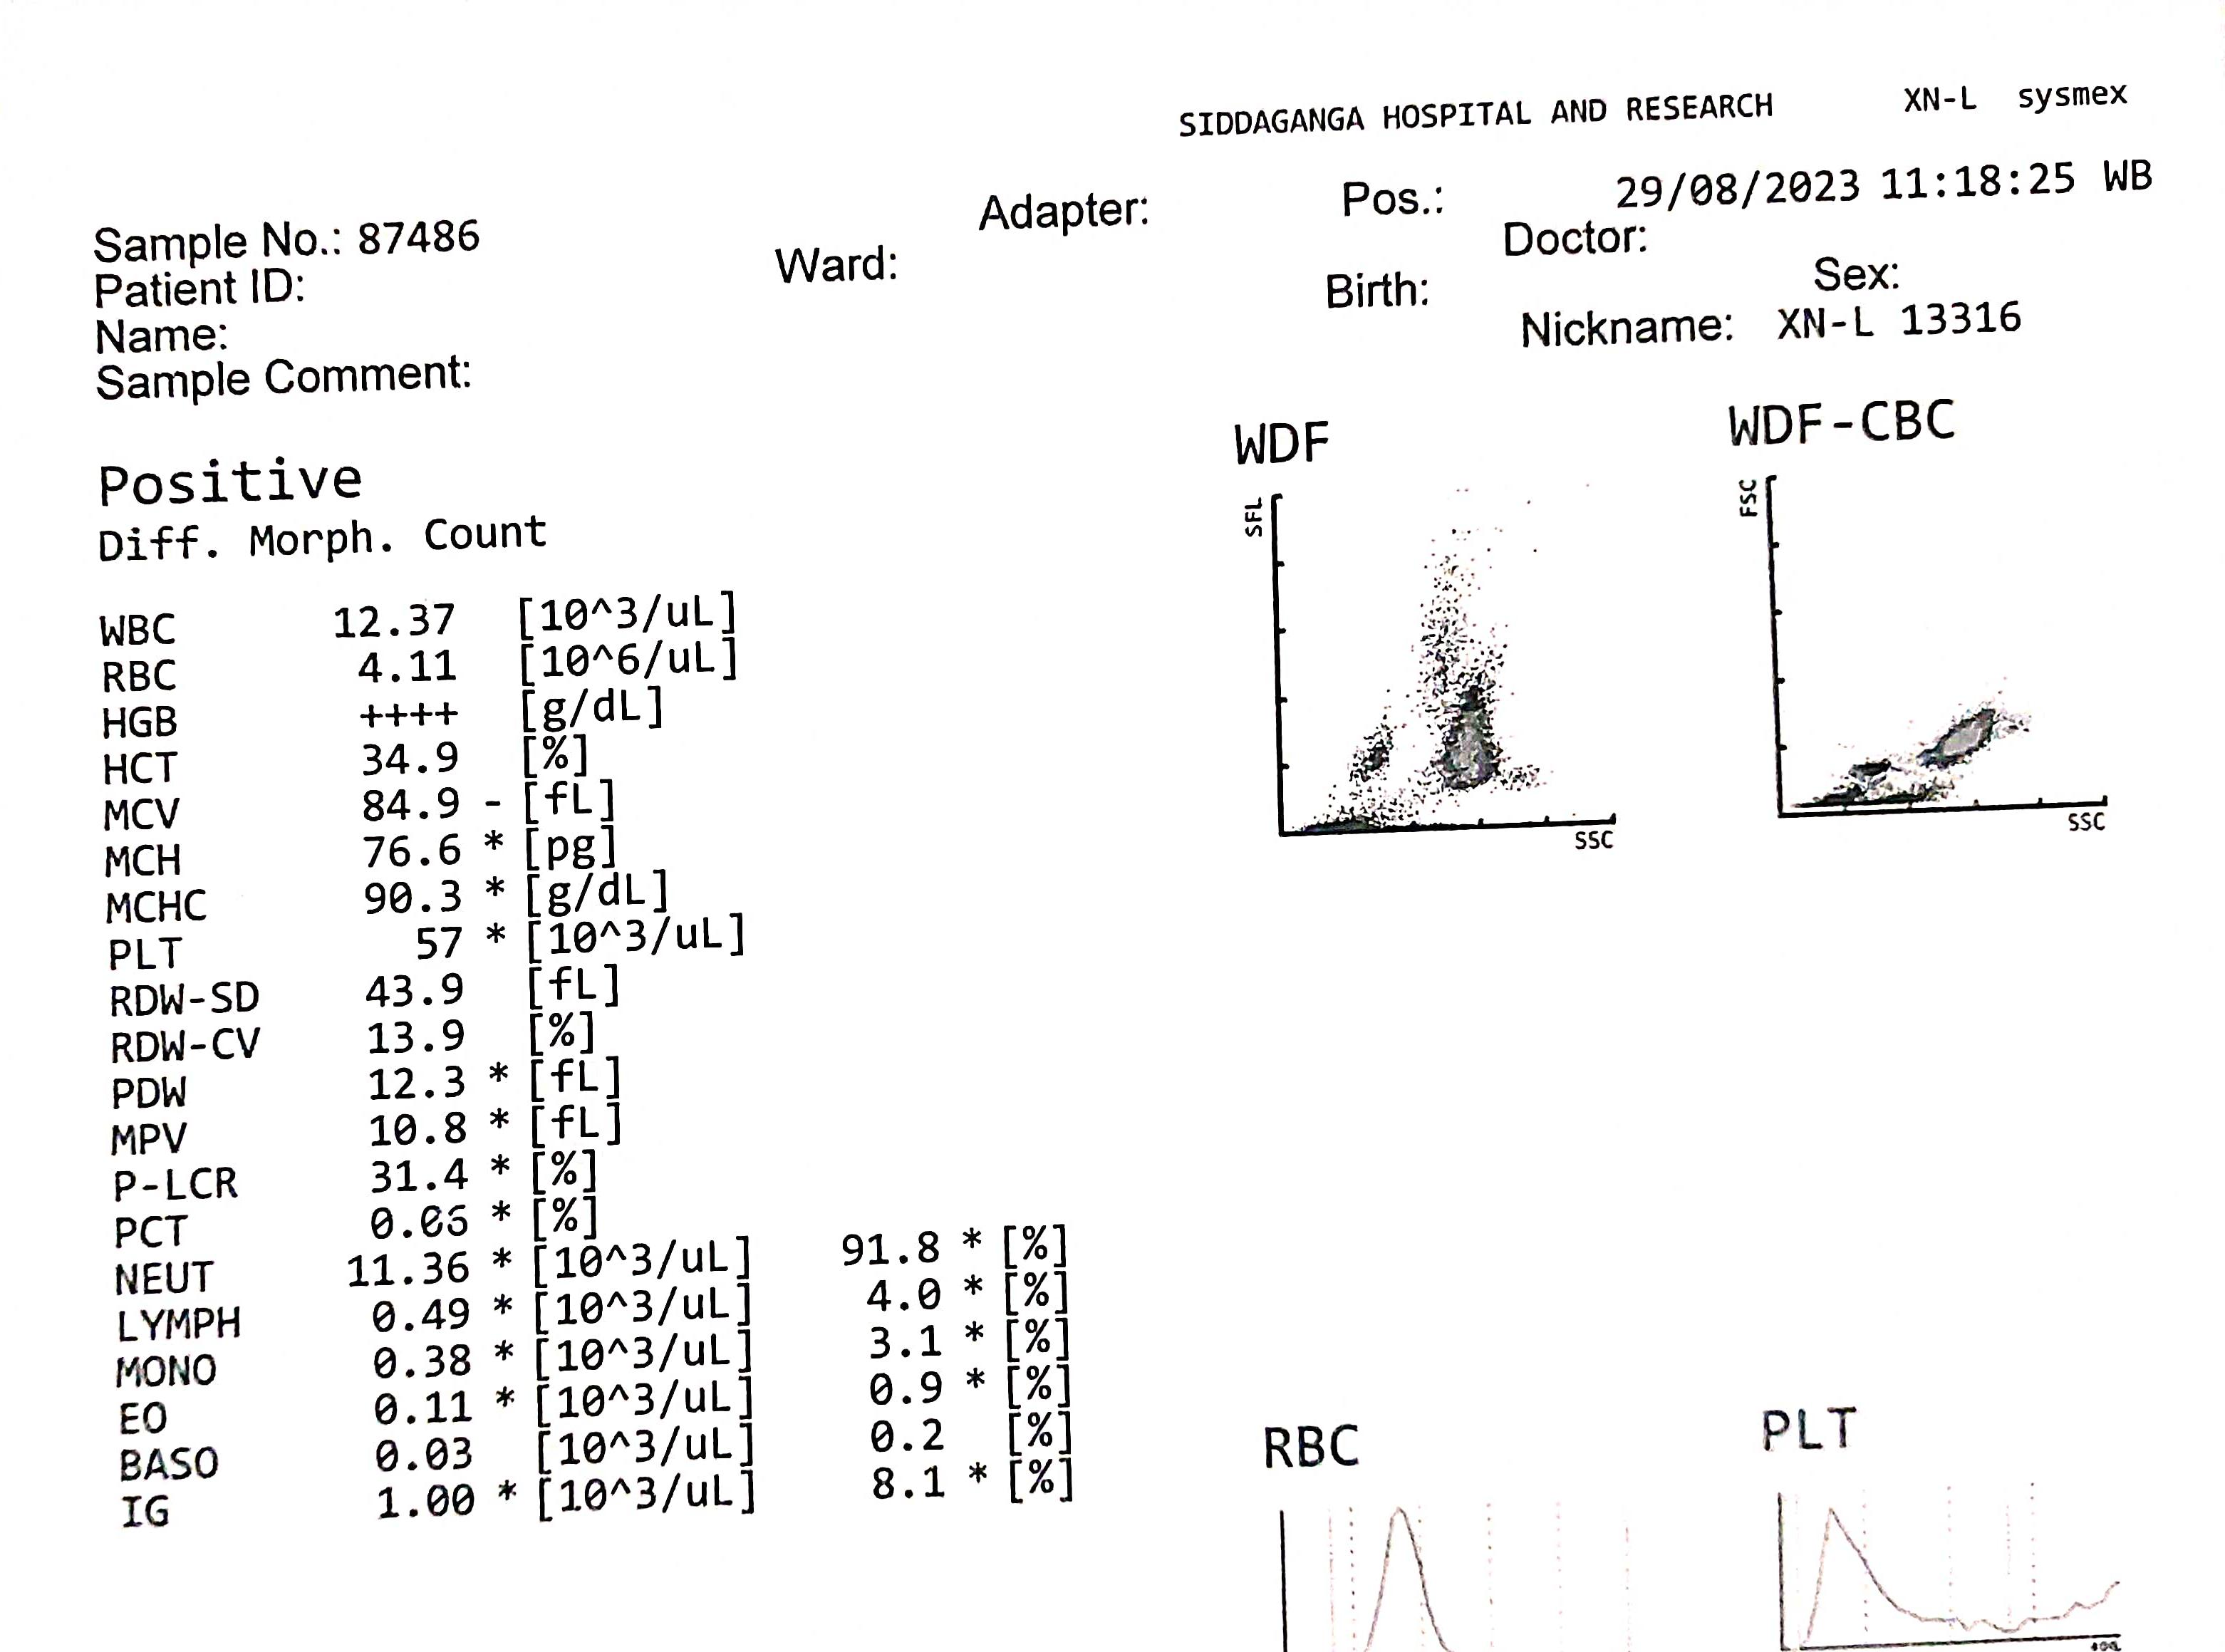 SIDDAGANGA HOSPITAL AND RESEARCH XN-L sysmex
Sample No.: 87486 Adapter: Pos.: 29/08/2023 11:18:25 WB
Patient ID: Ward: Doctor:
Name: Birth: Sex:
Sample Comment: Nickname: XN-L 13316
Positive
Diff. Morph. Count
WBC 12.37 [10^3/uL]
RBC 4.11 [10^6/uL]
HGB ++++ [g/dL]
HCT 34.9 [%]
MCV 84.9 - [fL]
MCH 76.6 * [pg]
MCHC 90.3 * [g/dL]
PLT 57 * [10^3/uL]
RDW-SD 43.9 [fL]
RDW-CV 13.9 [%]
PDW 12.3 * [fL]
MPV 10.8 * [fL]
P-LCR 31.4 * [%]
PCT 0.06 * [%]
NEUT 11.36 * [10^3/uL] 91.8 * [%]
LYMPH 0.49 * [10^3/uL] 4.0 * [%]
MONO 0.38 * [10^3/uL] 3.1 * [%]
EO 0.11 * [10^3/uL] 0.9 * [%]
BASO 0.03 [10^3/uL] 0.2 [%]
IG 1.00 * [10^3/uL] 8.1 * [%]
WDF
SFL
SSC
WDF-CBC
FSC
SSC
RBC
PLT